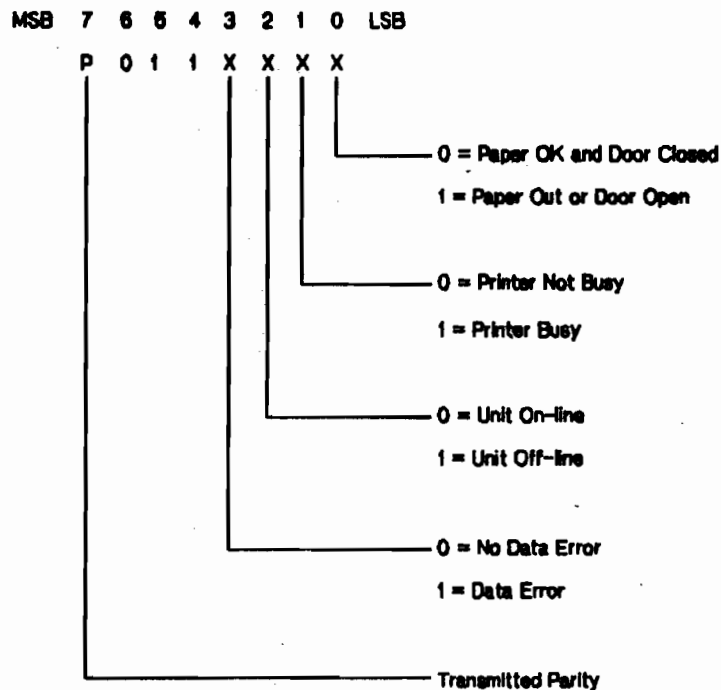 MSB 7 6 5 4 3 2 1 0 LSB
P 0 1 1 X X X X
0 = Paper OK and Door Closed
1 = Paper Out or Door Open
0 = Printer Not Busy
1 = Printer Busy
0 = Unit On-line
1 = Unit Off-line
0 = No Data Error
1 = Data Error
Transmitted Parity